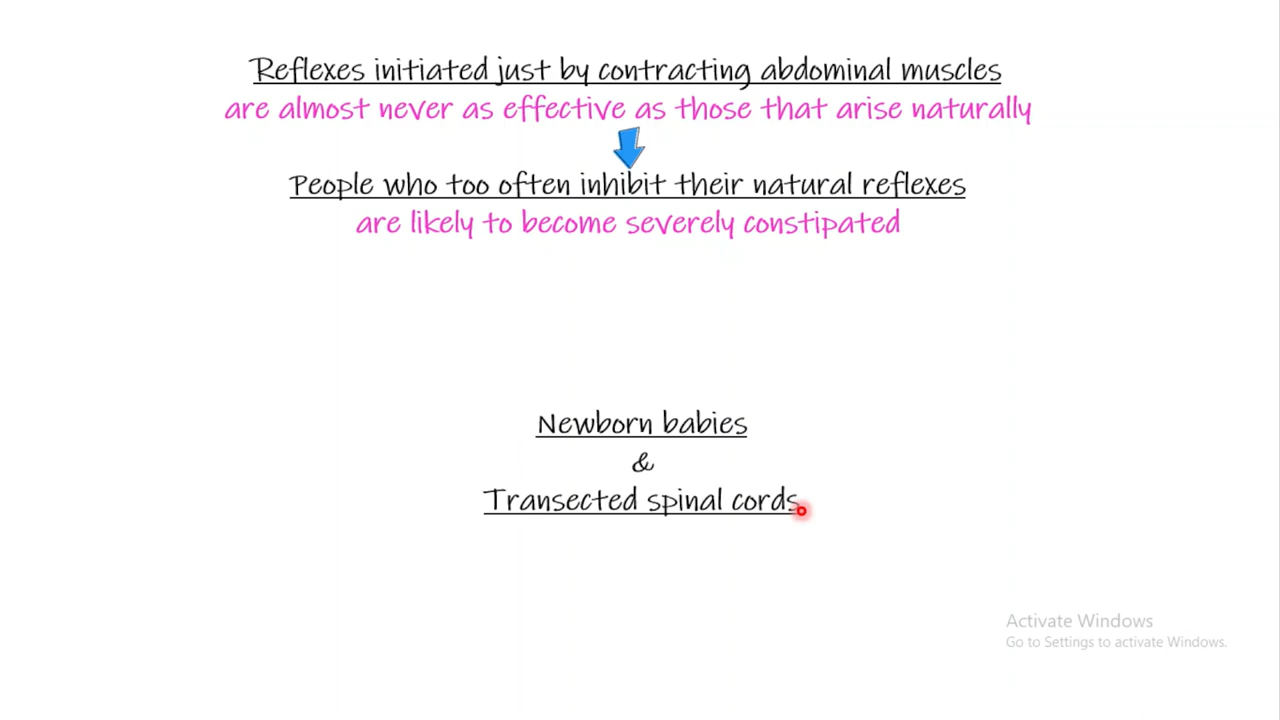 Reflexes initiated just by contracting abdominal muscles
are almost never as effective as those that arise naturally
People who too often inhibit their natural reflexes
are likely to become severely constipated
Newborn babies
&
Transected spinal cords
Activate Windows
Go to Settings to activate Windows.